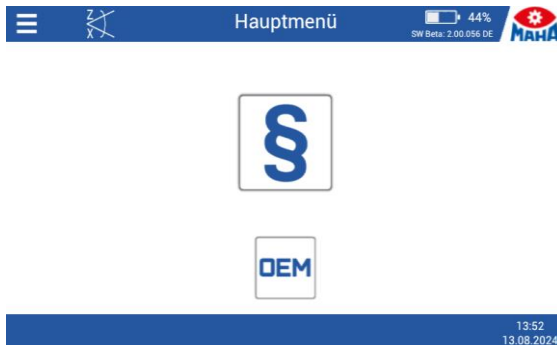 Z
X
Hauptmenü
44%
SW Beta: 2.00.056 DE
MAHA
§
OEM
13:52
13.08.2024